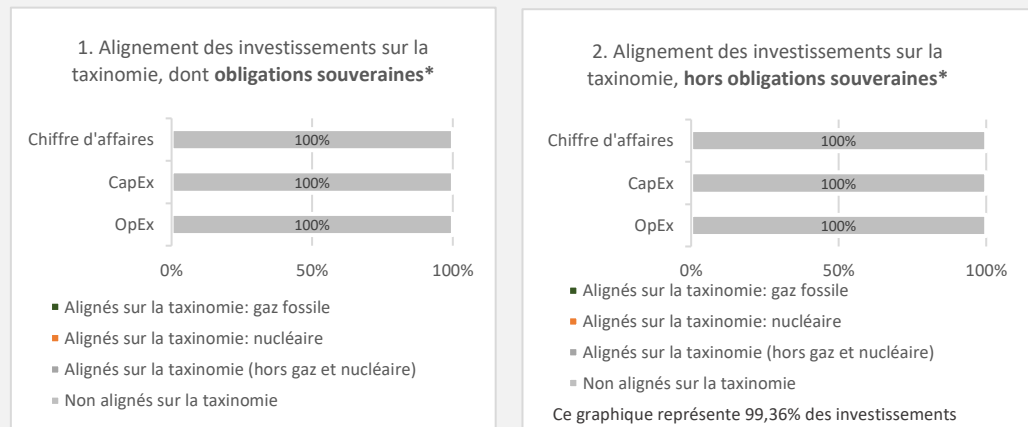 1. Alignement des investissements sur la
taxinomie, dont obligations souveraines*
Chiffre d'affaires
100%
CapEx
100%
OpEx
100%
0%
50%
100%
Alignés sur la taxinomie: gaz fossile
Alignés sur la taxinomie: nucléaire
Alignés sur la taxinomie (hors gaz et nucléaire)
Non alignés sur la taxinomie
2. Alignement des investissements sur la
taxinomie, hors obligations souveraines*
Chiffre d'affaires
100%
CapEx
100%
OpEx
100%
0%
50%
100%
Alignés sur la taxinomie: gaz fossile
Alignés sur la taxinomie: nucléaire
Alignés sur la taxinomie (hors gaz et nucléaire)
Non alignés sur la taxinomie
Ce graphique représente 99,36% des investissements